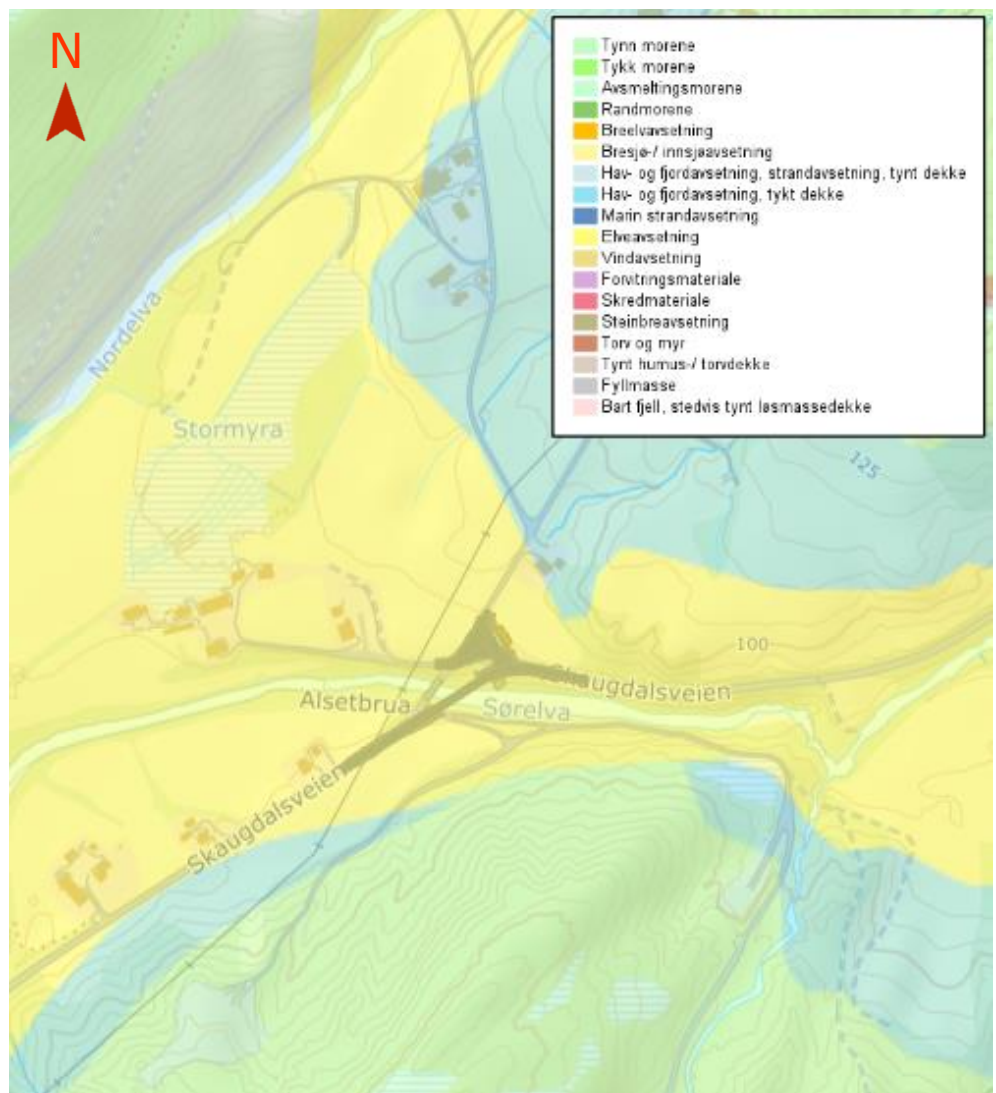 N
Tynn morene
Tykk morene
Avsmeltingsmorene
Randmorene
Breelvavsetning
Bresjø-/ innsjøavsetning
Hav- og fjordavsetning, strandavsetning, tynt dekke
Hav- og fjordavsetning, tykt dekke
Marin strandavsetning
Elveavsetning
Vindavsetning
Forvitringsmateriale
Skredmateriale
Steinbreavsetning
Torv og myr
Tynt humus-/ torvdekke
Fyllmasse
Bart fjell, stedvis tynt løsmassedekke
Nordelva
Stormyra
125
100
Skaugdalsveien
Alsetbrua
Sørelva
Skaugdalsveien